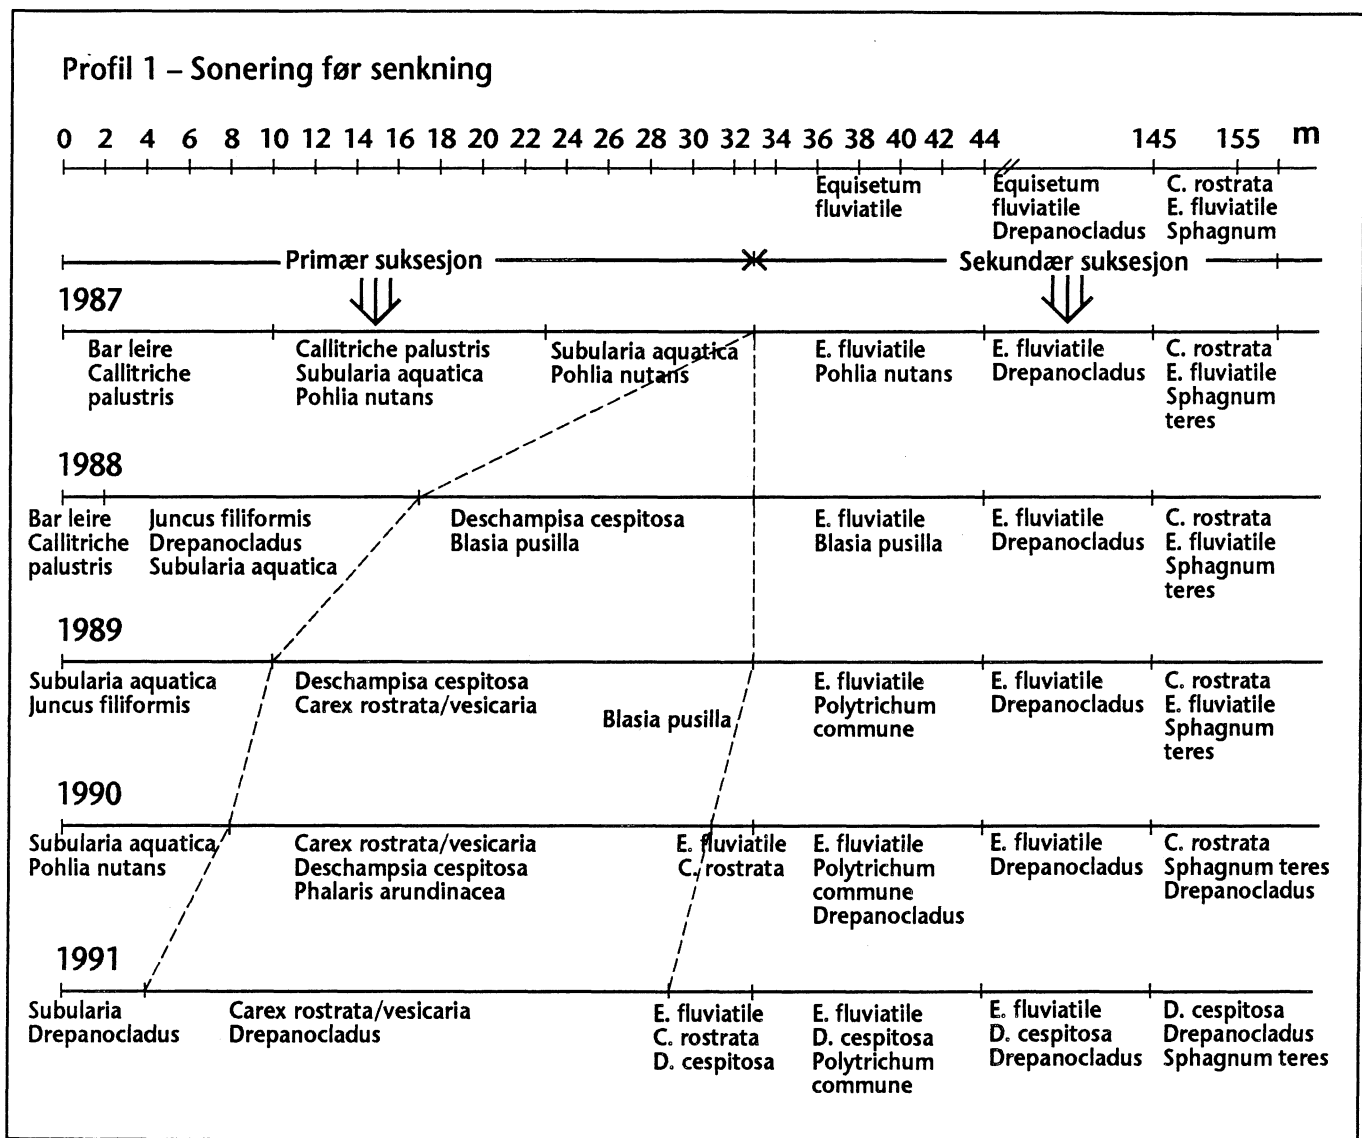 Profil 1 – Sonering før senkning
0 2 4 6 8 10 12 14 16 18 20 22 24 26 28 30 32 34 36 38 40 42 44 145 155 m
Equisetum
fluviatile
Equisetum
fluviatile
Drepanocladus
C. rostrata
E. fluviatile
Sphagnum
Primær suksesjon
Sekundær suksesjon
1987
Bar leire
Callitriche
palustris
Callitriche palustris
Subularia aquatica
Pohlia nutans
Subularia aquatica
Pohlia nutans
E. fluviatile
Pohlia nutans
E. fluviatile
Drepanocladus
C. rostrata
E. fluviatile
Sphagnum
teres
1988
Bar leire
Callitriche
palustris
Juncus filiformis
Drepanocladus
Subularia aquatica
Deschampisa cespitosa
Blasia pusilla
E. fluviatile
Blasia pusilla
E. fluviatile
Drepanocladus
C. rostrata
E. fluviatile
Sphagnum
teres
1989
Subularia aquatica
Juncus filiformis
Deschampisa cespitosa
Carex rostrata/vesicaria
Blasia pusilla
E. fluviatile
Polytrichum
commune
E. fluviatile
Drepanocladus
C. rostrata
E. fluviatile
Sphagnum
teres
1990
Subularia aquatica
Pohlia nutans
Carex rostrata/vesicaria
Deschampsia cespitosa
Phalaris arundinacea
E. fluviatile
C. rostrata
E. fluviatile
Polytrichum
commune
Drepanocladus
E. fluviatile
Drepanocladus
C. rostrata
Sphagnum teres
Drepanocladus
1991
Subularia
Drepanocladus
Carex rostrata/vesicaria
Drepanocladus
E. fluviatile
C. rostrata
D. cespitosa
E. fluviatile
D. cespitosa
Polytrichum
commune
E. fluviatile
D. cespitosa
Drepanocladus
D. cespitosa
Drepanocladus
Sphagnum teres